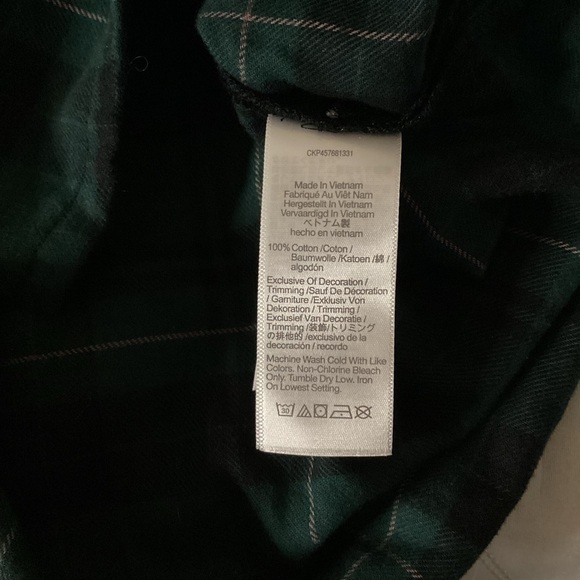 CKP457681331
Made In Vietnam
Fabriqué Au Viêt Nam
Hergestellt In Vietnam
Vervaardigd In Vietnam
ベトナム製
hecho en vietnam
100% Cotton /Coton /
Baumwolle /Katoen /綿 /
algodón
Exclusive Of Decoration /
Trimming /Sauf De Décoration
/ Garniture /Exklusiv Von
Dekoration / Trimming /
Exclusief Van Decoratie /
Trimming /装飾/トリミング
の排他的 /exclusivo de la
decoración / recordo
Machine Wash Cold With Like
Colors. Non-Chlorine Bleach
Only. Tumble Dry Low. Iron
On Lowest Setting.
30